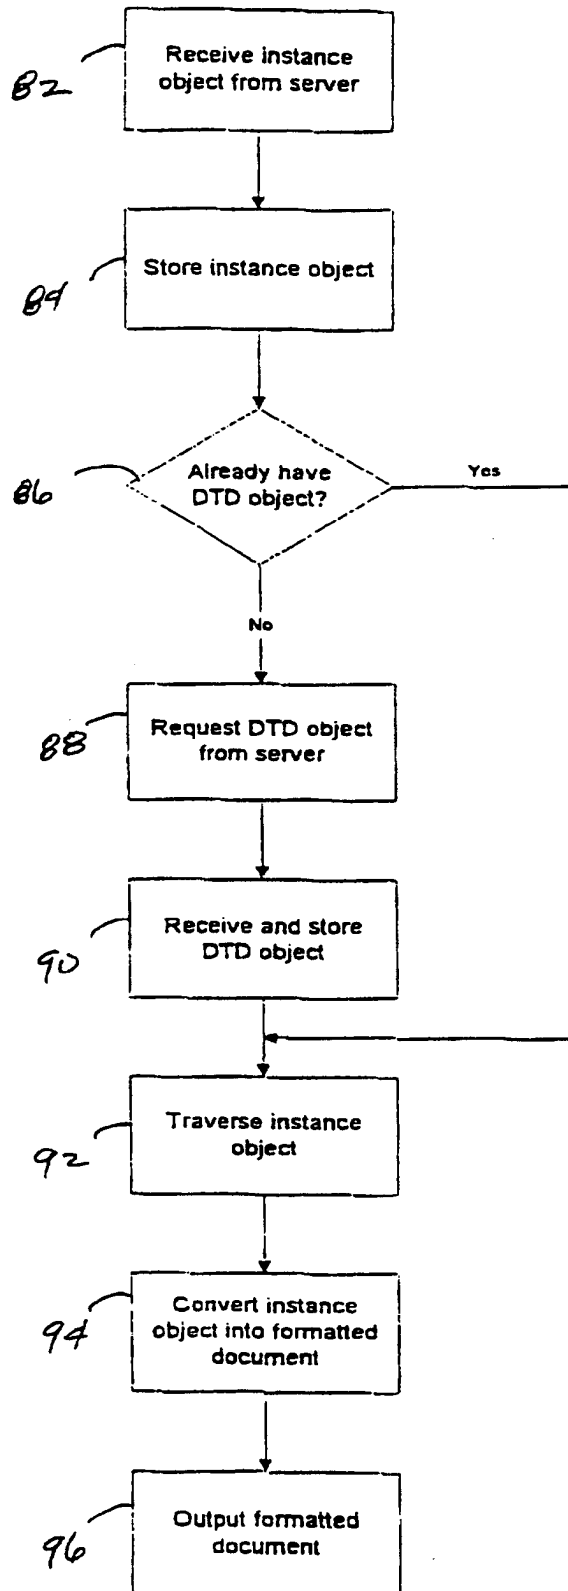 Receive instance
object from server
82
Store instance object
84
Already have
DTD object?
86
Yes
No
Request DTD object
from server
88
Receive and store
DTD object
90
Traverse instance
object
92
Convert instance
object into formatted
document
94
Output formatted
document
96